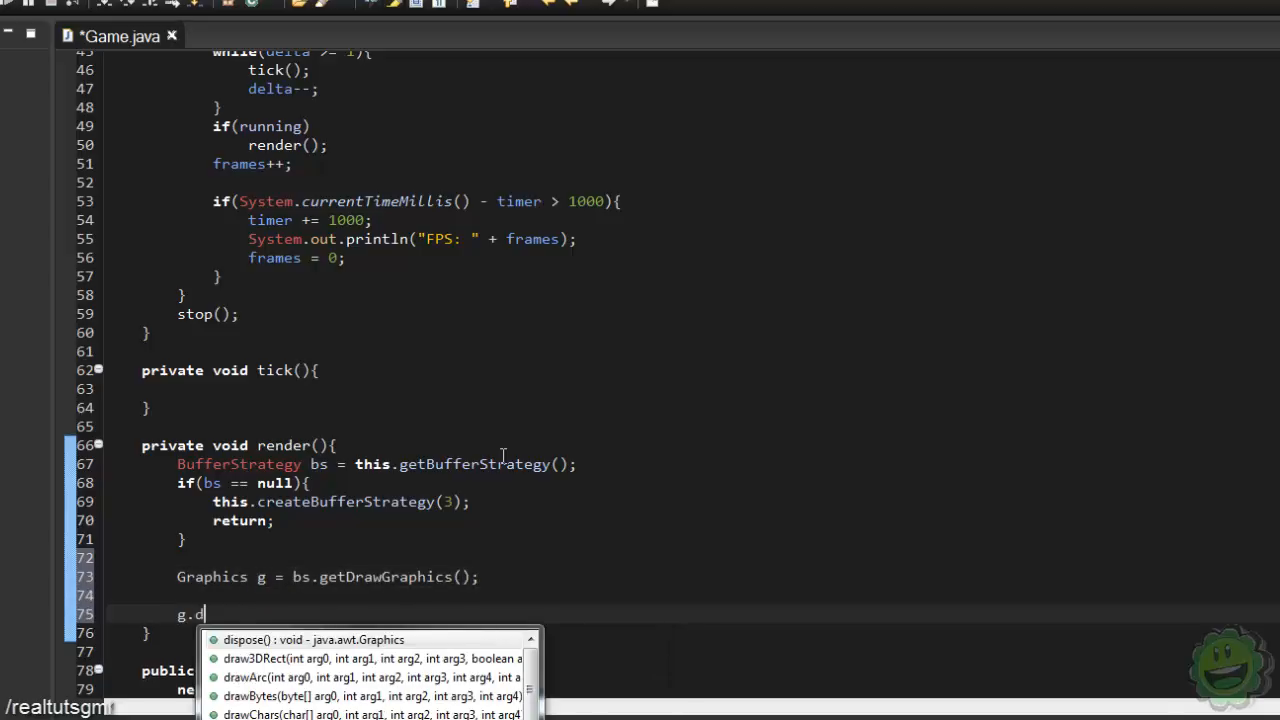 *Game.java
45 while(delta >= 1){
46 tick();
47 delta--;
48 }
49 if(running)
50 render();
51 frames++;
52
53 if(System.currentTimeMillis() - timer > 1000){
54 timer += 1000;
55 System.out.println("FPS: " + frames);
56 frames = 0;
57 }
58 }
59 stop();
60 }
61
62 private void tick(){
63
64 }
65
66 private void render(){
67 BufferStrategy bs = this.getBufferStrategy();
68 if(bs == null){
69 this.createBufferStrategy(3);
70 return;
71 }
72
73 Graphics g = bs.getDrawGraphics();
74
75 g.d
76 }
dispose() : void - java.awt.Graphics
77
draw3DRect(int arg0, int arg1, int arg2, int arg3, boolean a
78 public
drawArc(int arg0, int arg1, int arg2, int arg3, int arg4, int a
79 ne
drawBytes(byte[] arg0, int arg1, int arg2, int arg3, int arg4)
/realtutsgm
drawChars(char[] arg0, int arg1, int arg2, int arg3, int arg4